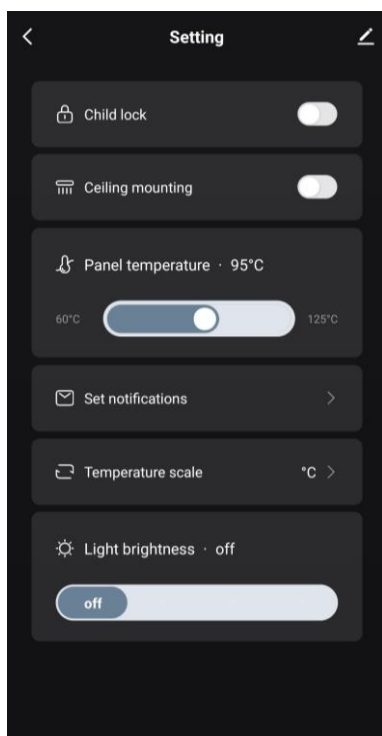 Setting
Child lock
Ceiling mounting
Panel temperature · 95°C
60°C 125°C
Set notifications
Temperature scale °C
Light brightness · off
off